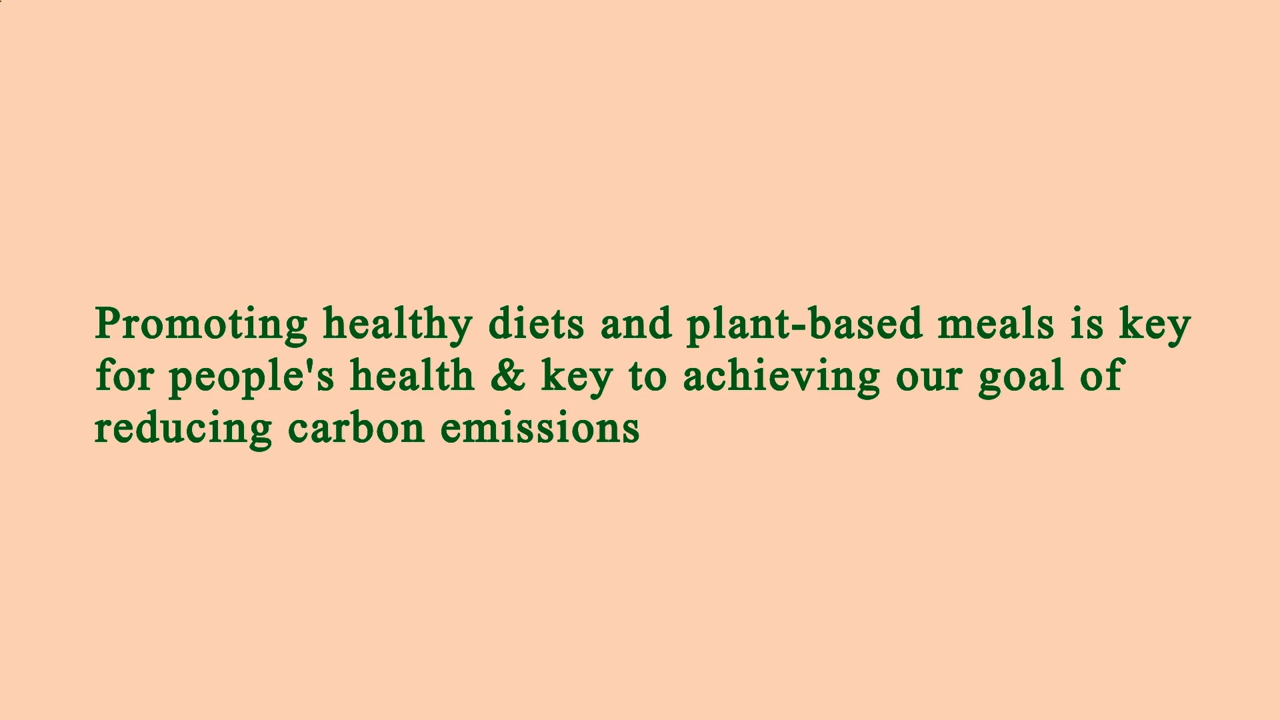 Promoting healthy diets and plant-based meals is key
for people's health & key to achieving our goal of
reducing carbon emissions